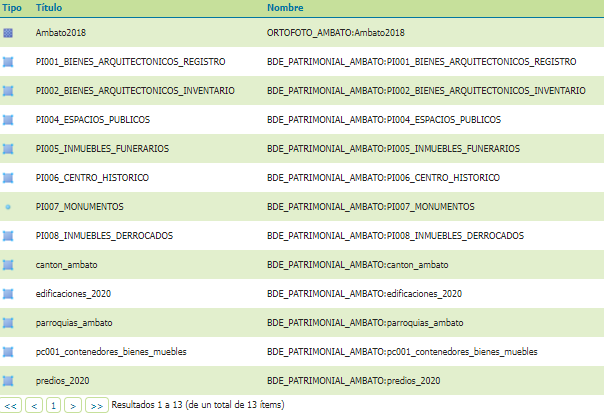 Tipo Título Nombre
Ambato2018 ORTOFOTO_AMBATO:Ambato2018
PI001_BIENES_ARQUITECTONICOS_REGISTRO BDE_PATRIMONIAL_AMBATO:PI001_BIENES_ARQUITECTONICOS_REGISTRO
PI002_BIENES_ARQUITECTONICOS_INVENTARIO BDE_PATRIMONIAL_AMBATO:PI002_BIENES_ARQUITECTONICOS_INVENTARIO
PI004_ESPACIOS_PUBLICOS BDE_PATRIMONIAL_AMBATO:PI004_ESPACIOS_PUBLICOS
PI005_INMUEBLES_FUNERARIOS BDE_PATRIMONIAL_AMBATO:PI005_INMUEBLES_FUNERARIOS
PI006_CENTRO_HISTORICO BDE_PATRIMONIAL_AMBATO:PI006_CENTRO_HISTORICO
PI007_MONUMENTOS BDE_PATRIMONIAL_AMBATO:PI007_MONUMENTOS
PI008_INMUEBLES_DERROCADOS BDE_PATRIMONIAL_AMBATO:PI008_INMUEBLES_DERROCADOS
canton_ambato BDE_PATRIMONIAL_AMBATO:canton_ambato
edificaciones_2020 BDE_PATRIMONIAL_AMBATO:edificaciones_2020
parroquias_ambato BDE_PATRIMONIAL_AMBATO:parroquias_ambato
pc001_contenedores_bienes_muebles BDE_PATRIMONIAL_AMBATO:pc001_contenedores_bienes_muebles
predios_2020 BDE_PATRIMONIAL_AMBATO:predios_2020
<< < 1 > >> Resultados 1 a 13 (de un total de 13 ítems)